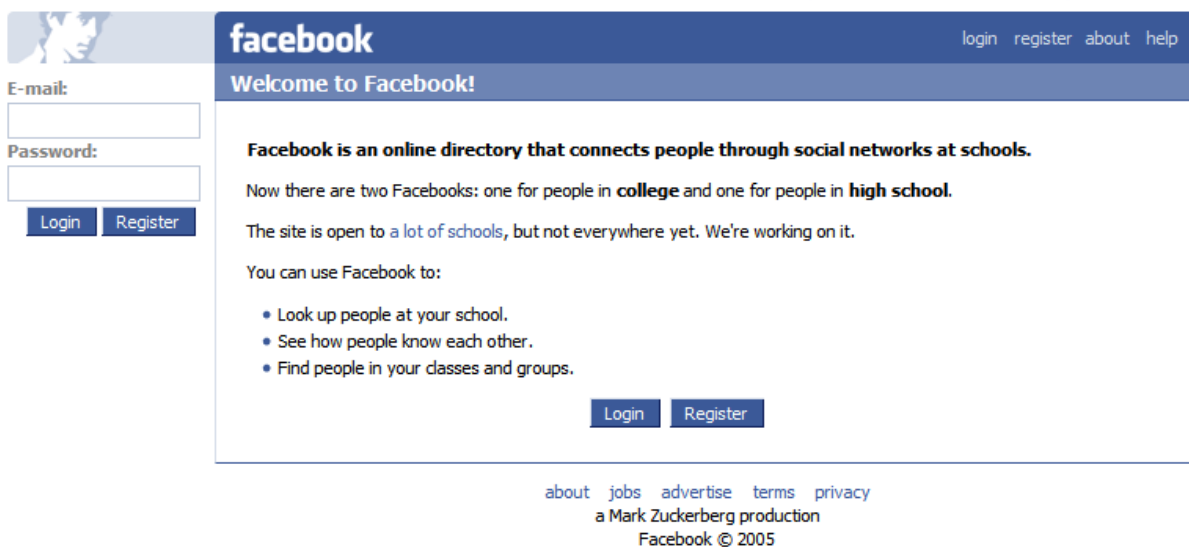 facebook
login register about help
E-mail:
Password:
Login Register
Welcome to Facebook!
Facebook is an online directory that connects people through social networks at schools.
Now there are two Facebooks: one for people in college and one for people in high school.
The site is open to a lot of schools, but not everywhere yet. We're working on it.
You can use Facebook to:
• Look up people at your school.
• See how people know each other.
• Find people in your classes and groups.
Login Register
about jobs advertise terms privacy
a Mark Zuckerberg production
Facebook © 2005